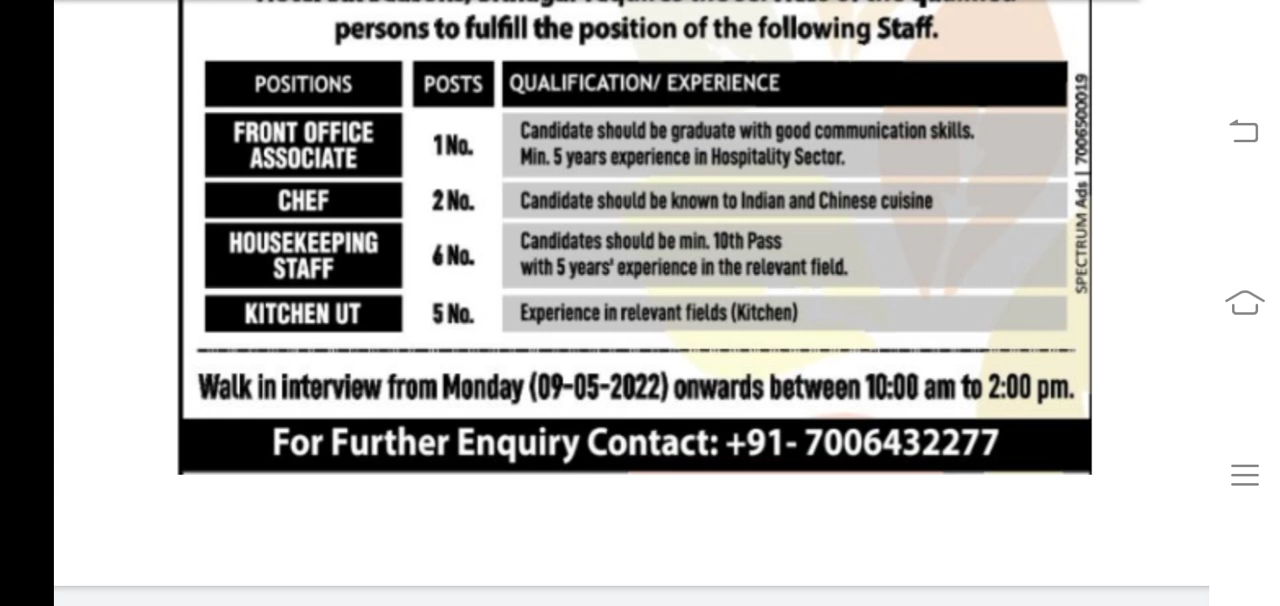 persons to fulfill the position of the following Staff.
POSITIONS POSTS QUALIFICATION/ EXPERIENCE
FRONT OFFICE ASSOCIATE 1 No. Candidate should be graduate with good communication skills.
Min. 5 years experience in Hospitality Sector.
CHEF 2 No. Candidate should be known to Indian and Chinese cuisine
HOUSEKEEPING STAFF 6 No. Candidates should be min. 10th Pass
with 5 years' experience in the relevant field.
KITCHEN UT 5 No. Experience in relevant fields (Kitchen)
SPECTRUM Ads | 7006500019
Walk in interview from Monday (09-05-2022) onwards between 10:00 am to 2:00 pm.
For Further Enquiry Contact: +91- 7006432277